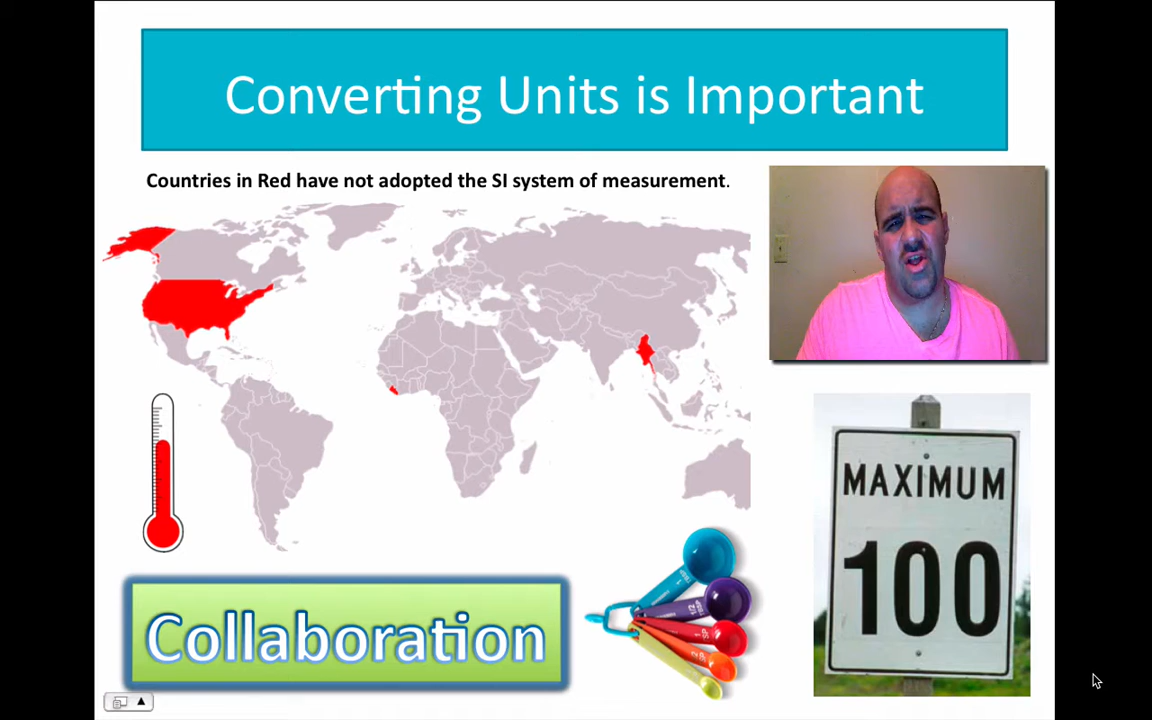 Converting Units is Important
Countries in Red have not adopted the SI system of measurement.
MAXIMUM
100
Collaboration